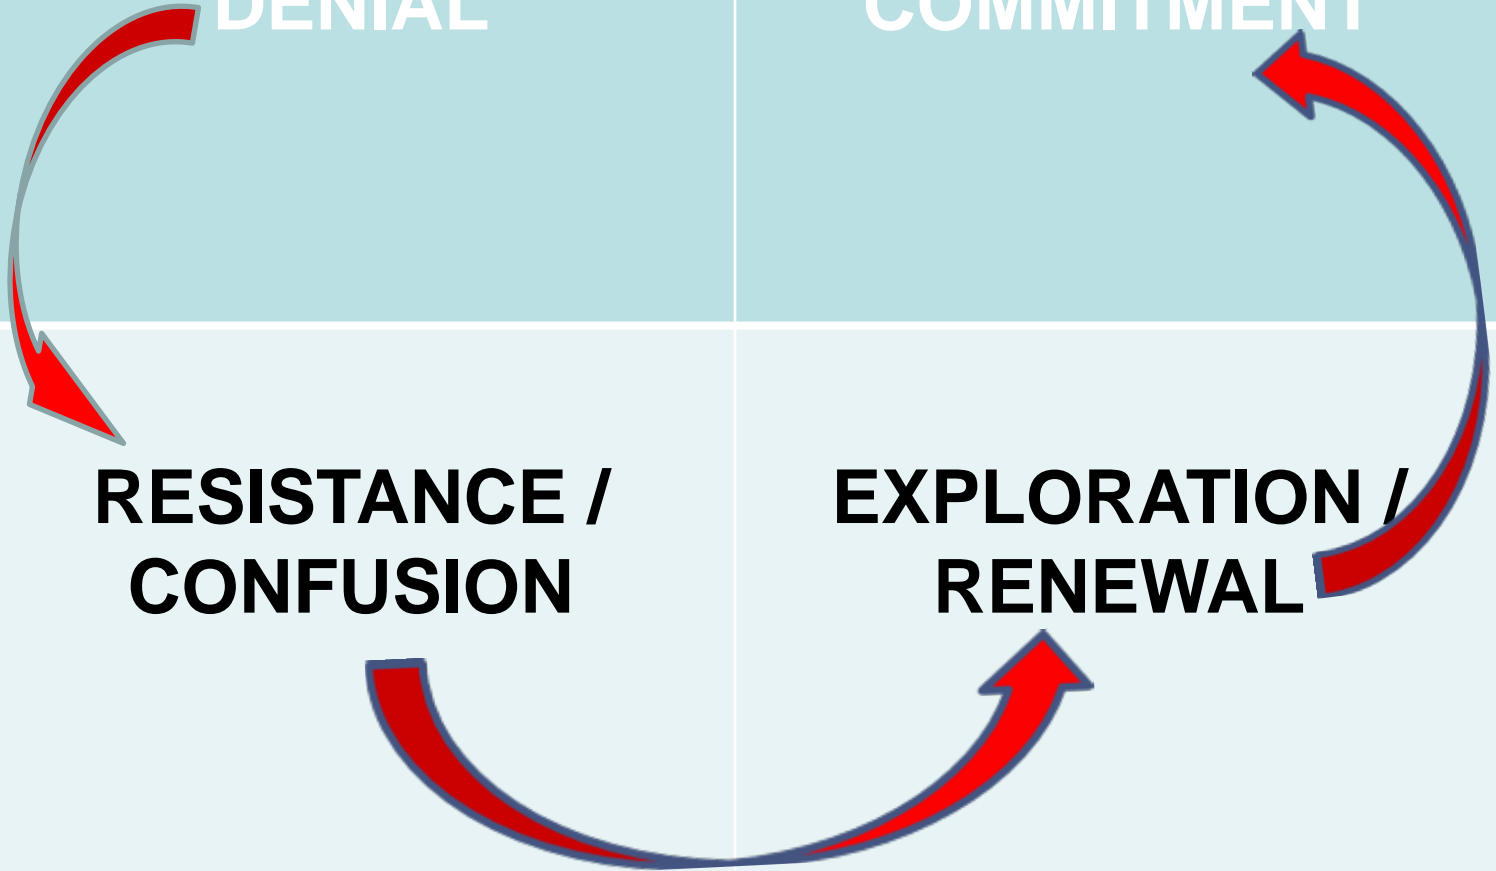 DENIAL
COMMITMENT
RESISTANCE /
CONFUSION
EXPLORATION /
RENEWAL